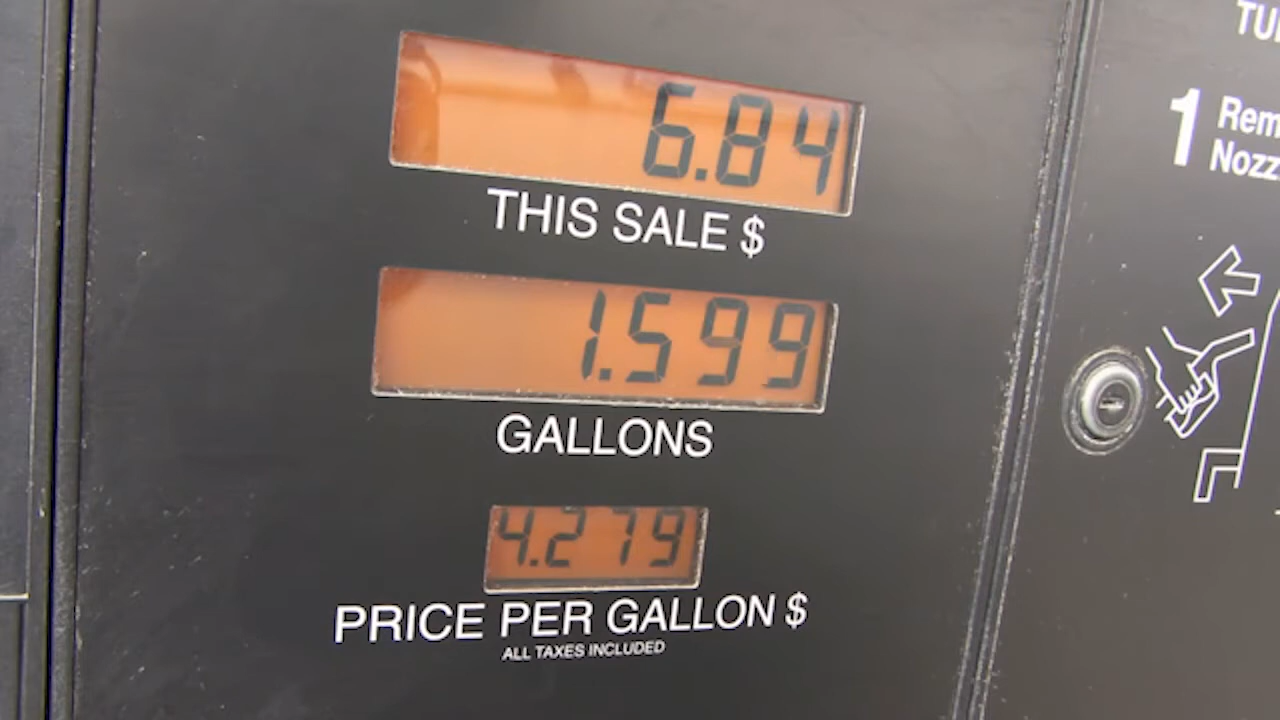 6.84
THIS SALE $
1.599
GALLONS
4.279
PRICE PER GALLON $
ALL TAXES INCLUDED
1